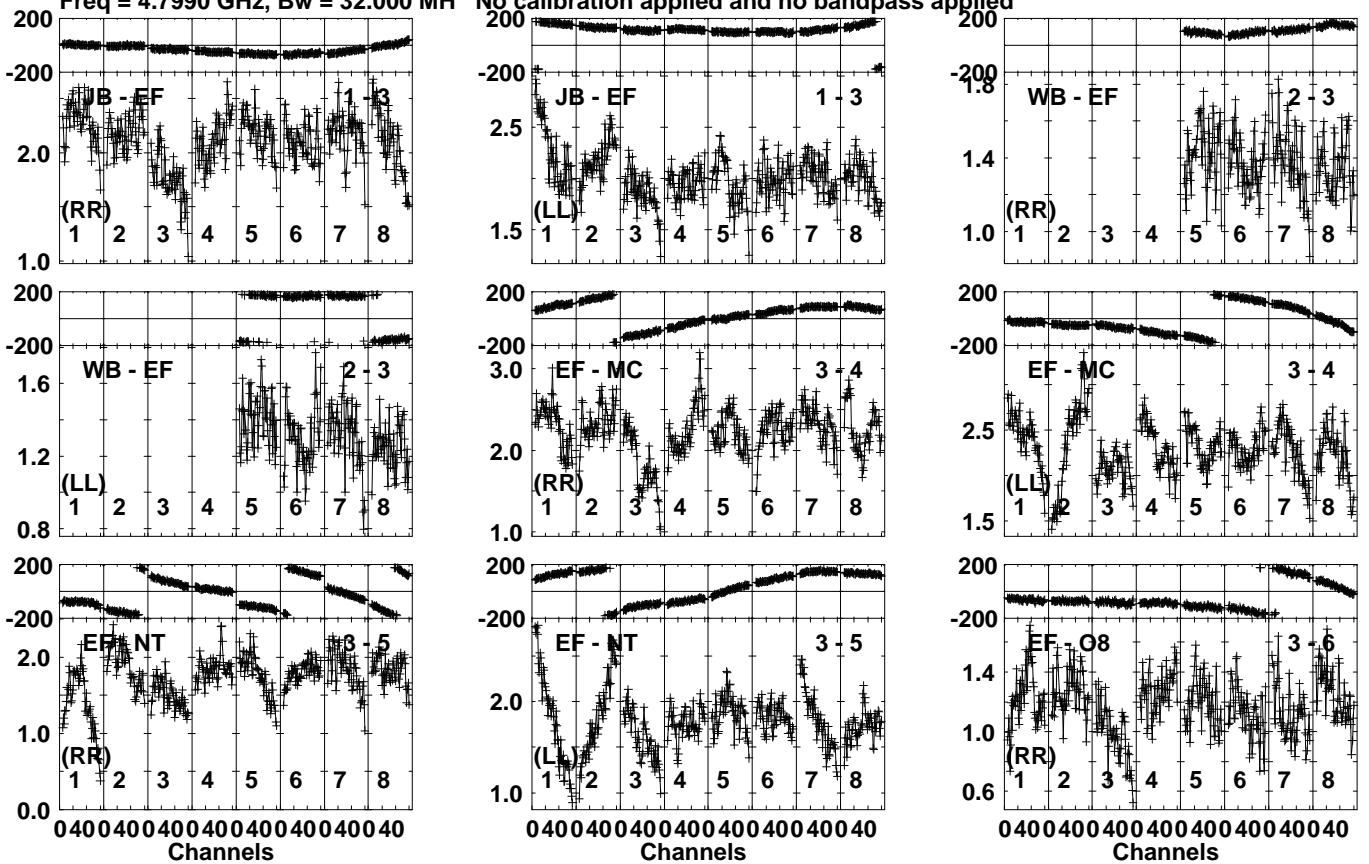 Freq = 4.7990 GHz, Bw = 32.000 MH No calibration applied and no bandpass applied
200
-200
JB - EF 1 - 3
2.0
(RR)
1 2 3 4 5 6 7 8
1.0
200
-200
JB - EF 1 - 3
2.5
(LL)
1.5
1 2 3 4 5 6 7 8
200
-200
1.8
WB - EF 2 - 3
1.4
(RR)
1.0
1 2 3 4 5 6 7 8
200
-200
WB - EF 2 - 3
1.6
1.2
(LL)
1 2 3 4 5 6 7 8
0.8
200
-200
3.0
EF - MC 3 - 4
2.0
(RR)
1 2 3 4 5 6 7 8
1.0
200
-200
EF - MC 3 - 4
2.5
(LL)
1 2 3 4 5 6 7 8
1.5
200
-200
EF - NT 3 - 5
2.0
1.0
(RR)
1 2 3 4 5 6 7 8
0.0
0 40 0 40 0 40 0 40 0 40 0 40 0 40 0 40
Channels
200
-200
EF - NT 3 - 5
2.0
(LL)
1 2 3 4 5 6 7 8
1.0
0 40 0 40 0 40 0 40 0 40 0 40 0 40 0 40
Channels
200
-200
EF - O8 3 - 6
1.4
1.0
(RR)
1 2 3 4 5 6 7 8
0.6
0 40 0 40 0 40 0 40 0 40 0 40 0 40 0 40
Channels